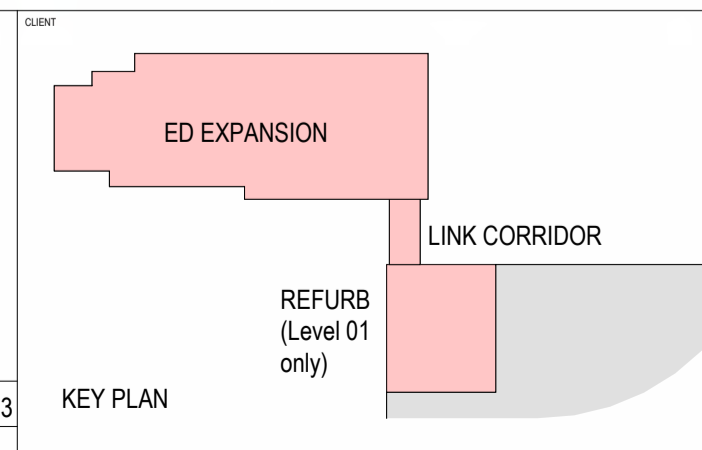 CLIENT
ED EXPANSION
LINK CORRIDOR
REFURB
(Level 01
only)
KEY PLAN
3